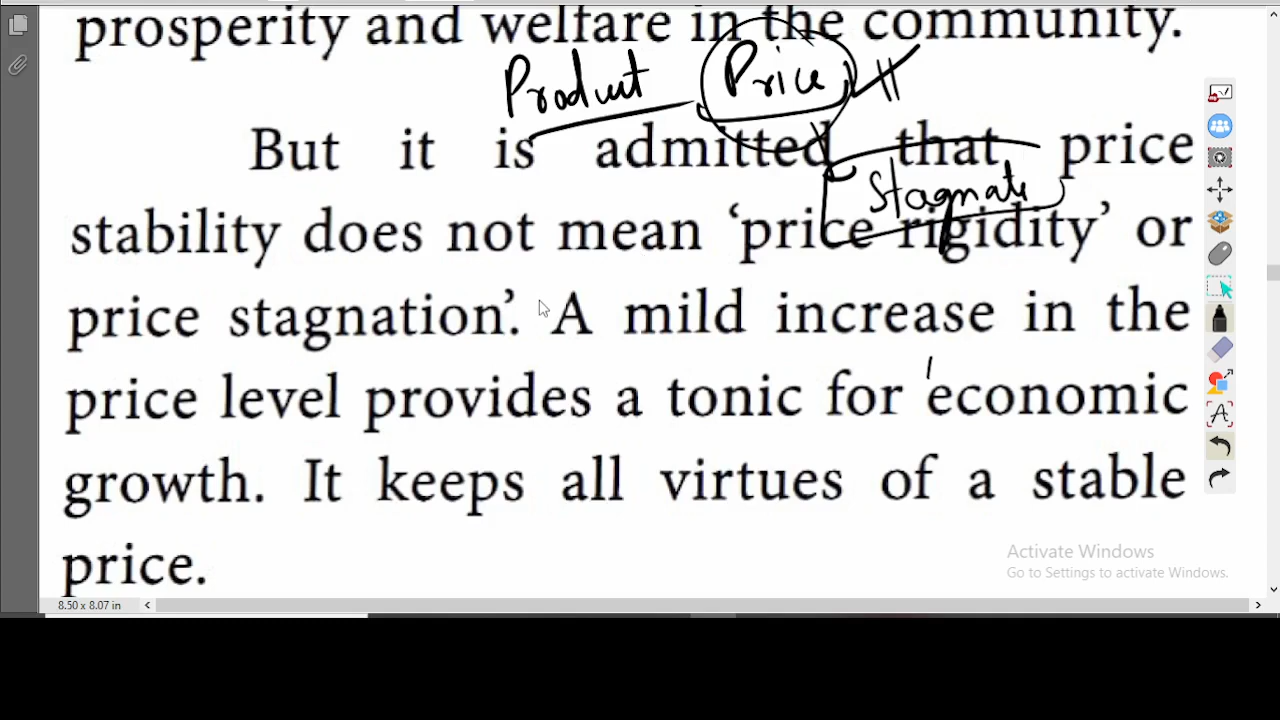 prosperity and welfare in the community.
Product Price
But it is admitted that price
Stagnate
stability does not mean ‘price rigidity’ or
price stagnation’. A mild increase in the
price level provides a tonic for economic
growth. It keeps all virtues of a stable
price.
Activate Windows
Go to Settings to activate Windows.
8.50 x 8.07 in